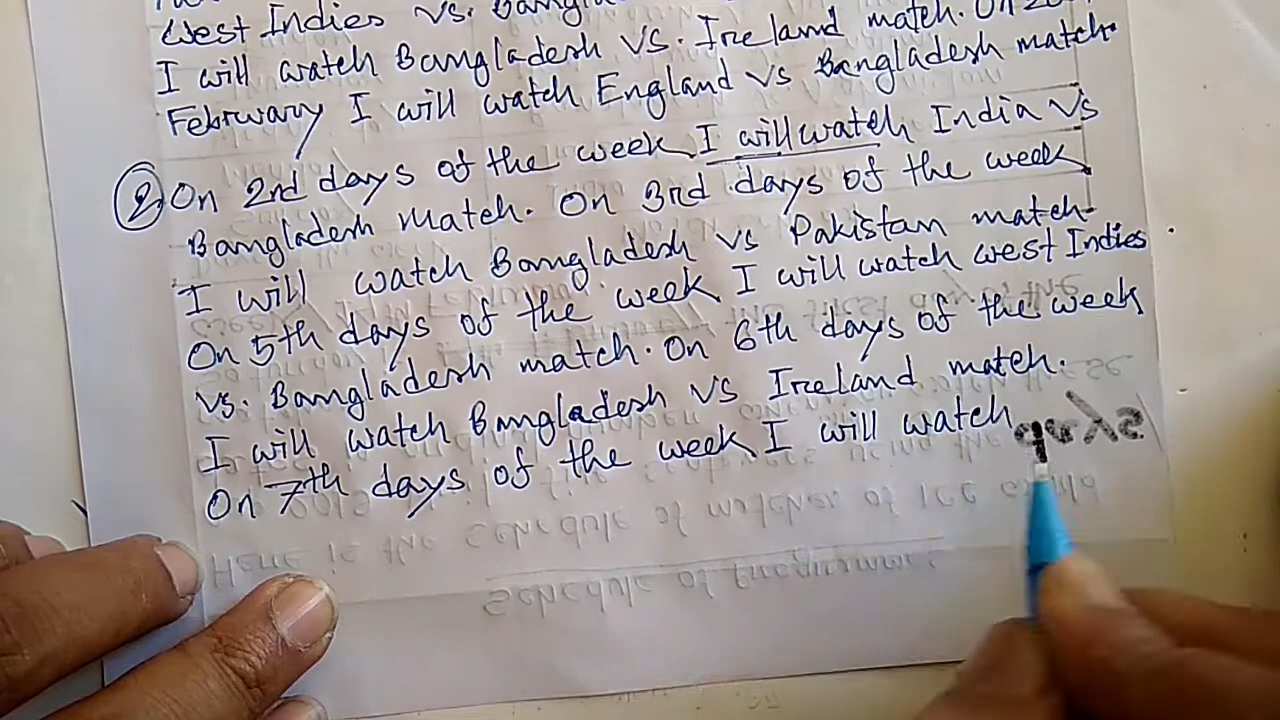 West Indies vs.
I will watch Bangladesh vs. Ireland match. On
February I will watch England vs Bangladesh match.
② On 2nd days of the week I will watch India vs
Bangladesh match. On 3rd days of the week
I will watch Bangladesh vs Pakistan match.
On 5th days of the week I will watch west Indies
vs. Bangladesh match. On 6th days of the week
I will watch Bangladesh vs Ireland match.
On 7th days of the week I will watch